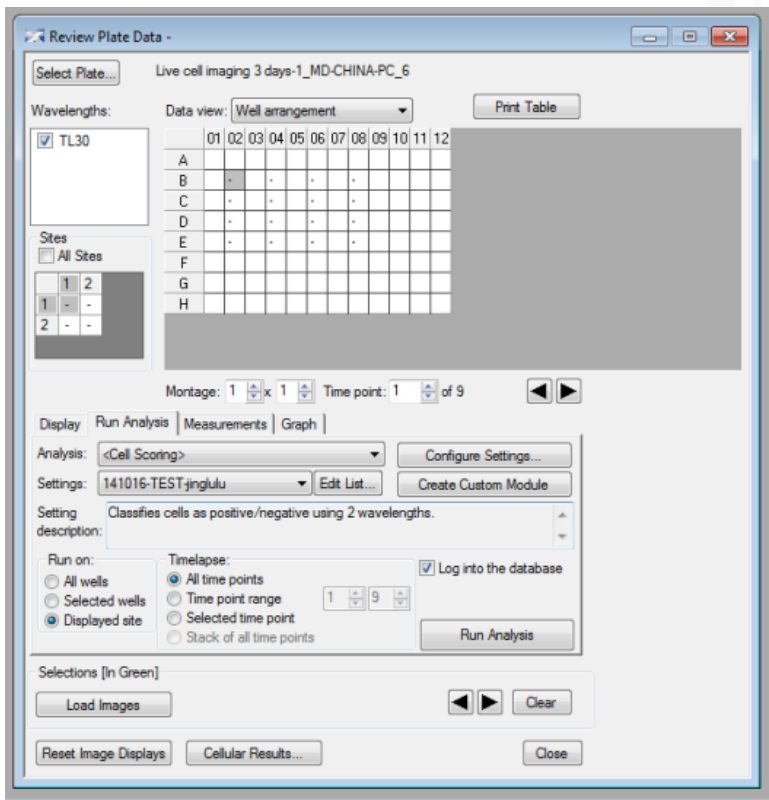 Review Plate Data -
Select Plate... Live cell imaging 3 days-1_MD-CHINA-PC_6
Wavelengths: Data view: Well arrangement Print Table
TL30
01 02 03 04 05 06 07 08 09 10 11 12
A
B - - - -
C - - - -
D - - - -
E - - - -
F
G
H
Sites
All Sites
1 2
1 - -
2 - -
Montage: 1 x 1 Time point: 1 of 9
Display Run Analysis Measurements Graph
Analysis: <Cell Scoring> Configure Settings...
Settings: 141016-TEST-jinglulu Edit List... Create Custom Module
Setting description: Classifies cells as positive/negative using 2 wavelengths.
Run on: Timelapse:
All wells All time points Log into the database
Selected wells Time point range 1 9
Displayed site Selected time point
Stack of all time points Run Analysis
Selections [In Green]
Load Images Clear
Reset Image Displays Cellular Results... Close